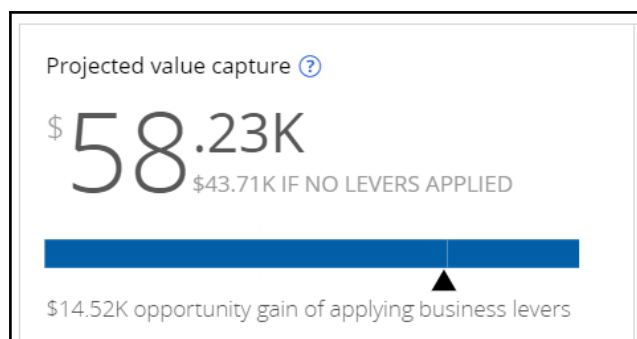 Projected value capture ?
$58.23K
$43.71K IF NO LEVERS APPLIED
$14.52K opportunity gain of applying business levers